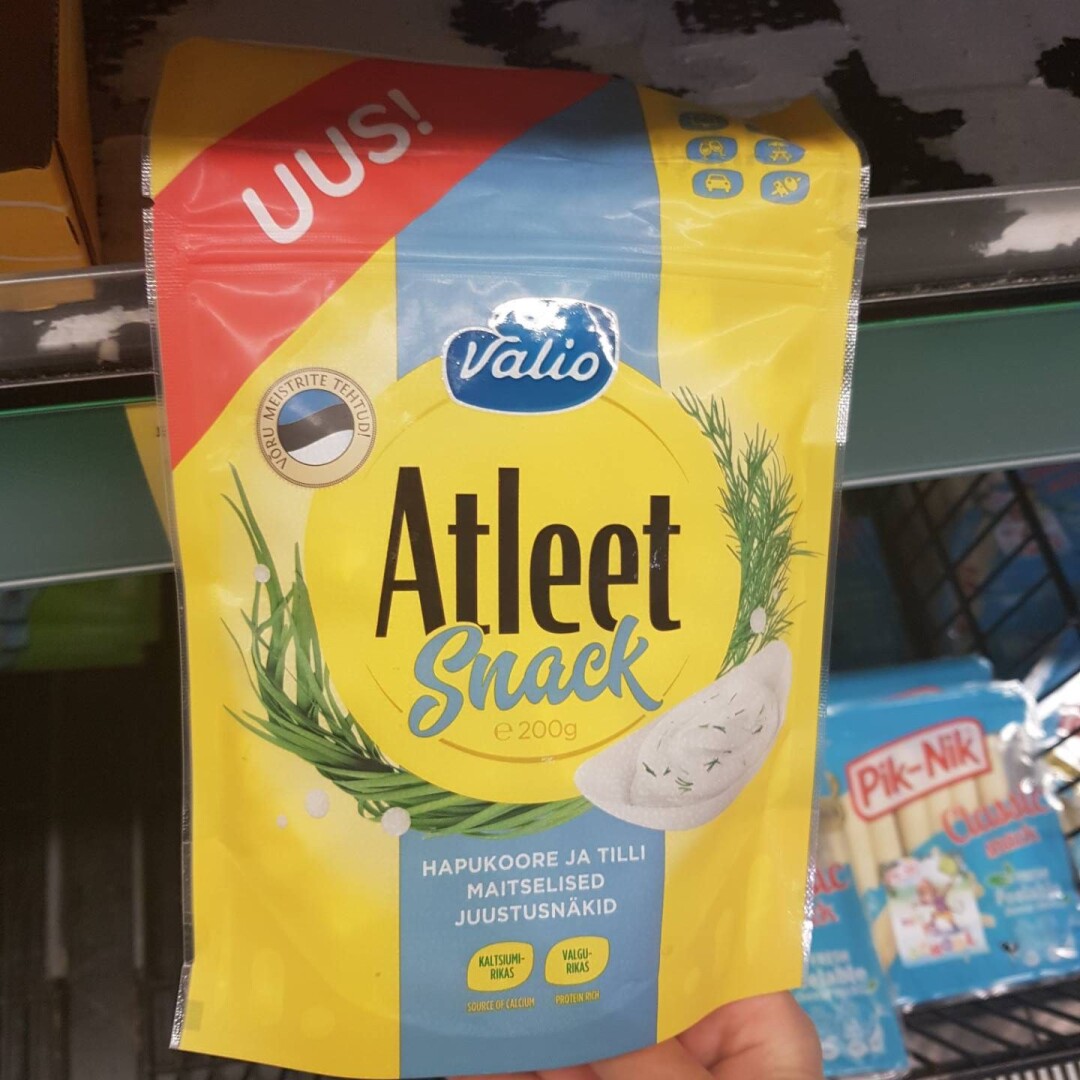 UUS!
Valio
VÕRU MEISTRITE TEHTUD!
Atleet
Snack
℮ 200g
HAPUKOORE JA TILLI
MAITSELISED
JUUSTUSNÄKID
KALTSIUMI-
RIKAS
VALGU-
RIKAS
SOURCE OF CALCIUM
PROTEIN RICH
Pik-Nik
Classic
snack